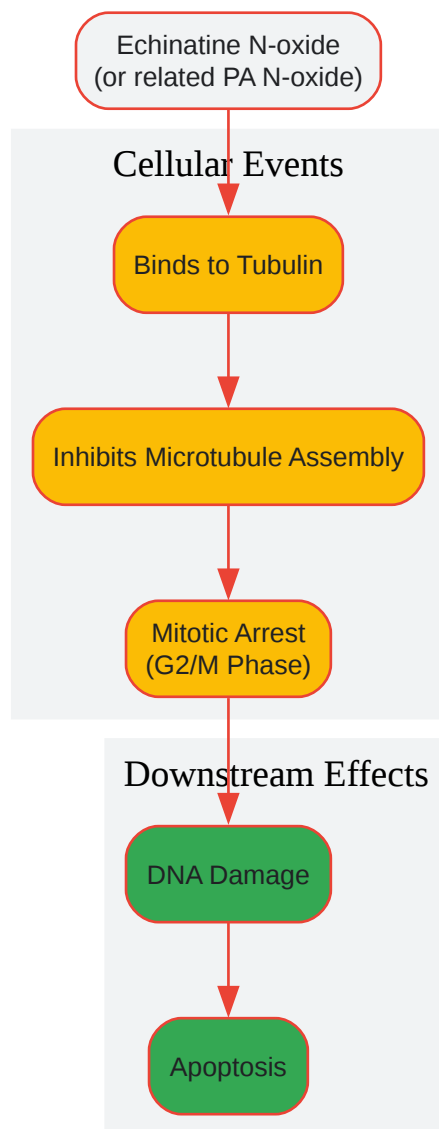 Echinatine N-oxide
(or related PA N-oxide)
Cellular Events
Binds to Tubulin
Inhibits Microtubule Assembly
Mitotic Arrest
(G2/M Phase)
Downstream Effects
DNA Damage
Apoptosis